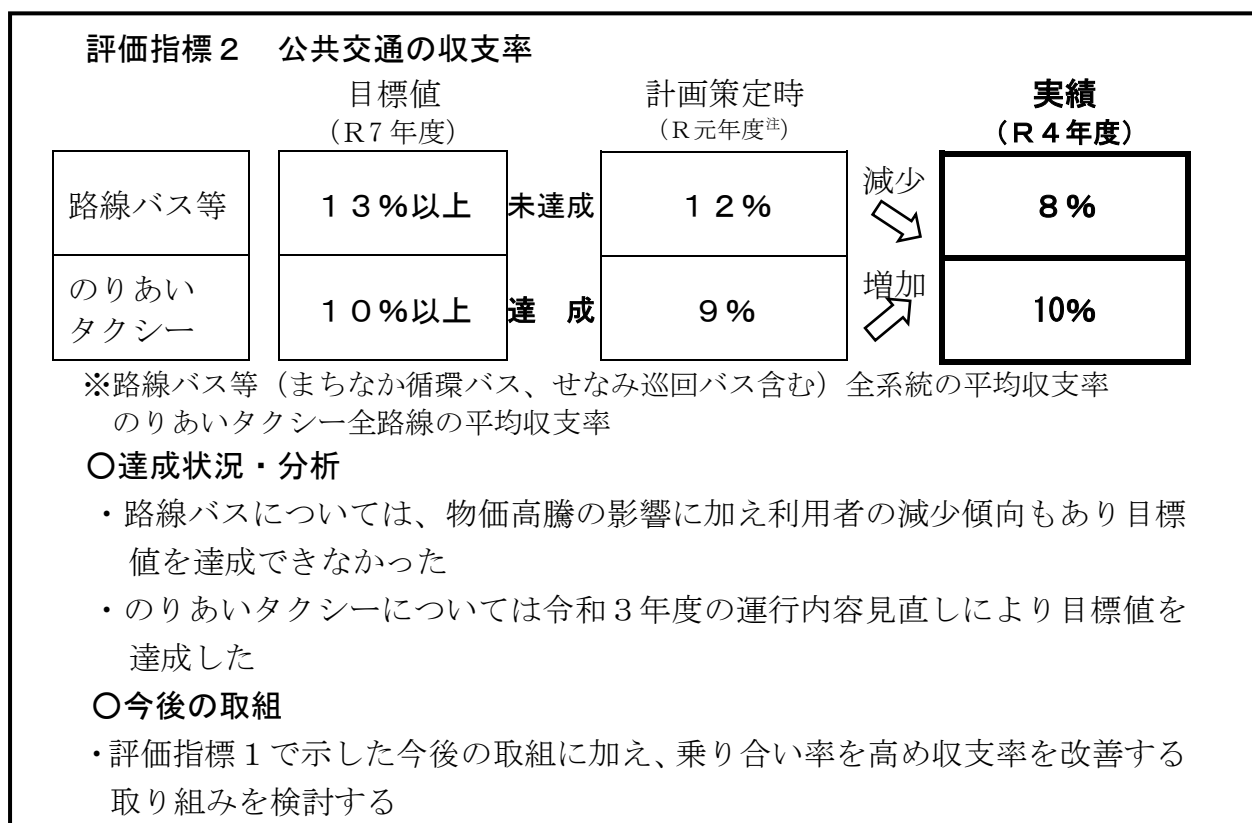 評価指標２　公共交通の収支率
目標値　計画策定時　実績
（Ｒ７年度）　（Ｒ元年度注）　（Ｒ４年度）
路線バス等　１３％以上　未達成　１２％　減少　８％
のりあい
タクシー　１０％以上　達　成　９％　増加　10%
※路線バス等（まちなか循環バス、せなみ巡回バス含む）全系統の平均収支率
のりあいタクシー全路線の平均収支率
〇達成状況・分析
・路線バスについては、物価高騰の影響に加え利用者の減少傾向もあり目標
値を達成できなかった
・のりあいタクシーについては令和３年度の運行内容見直しにより目標値を
達成した
〇今後の取組
・評価指標１で示した今後の取組に加え、乗り合い率を高め収支率を改善する
取り組みを検討する